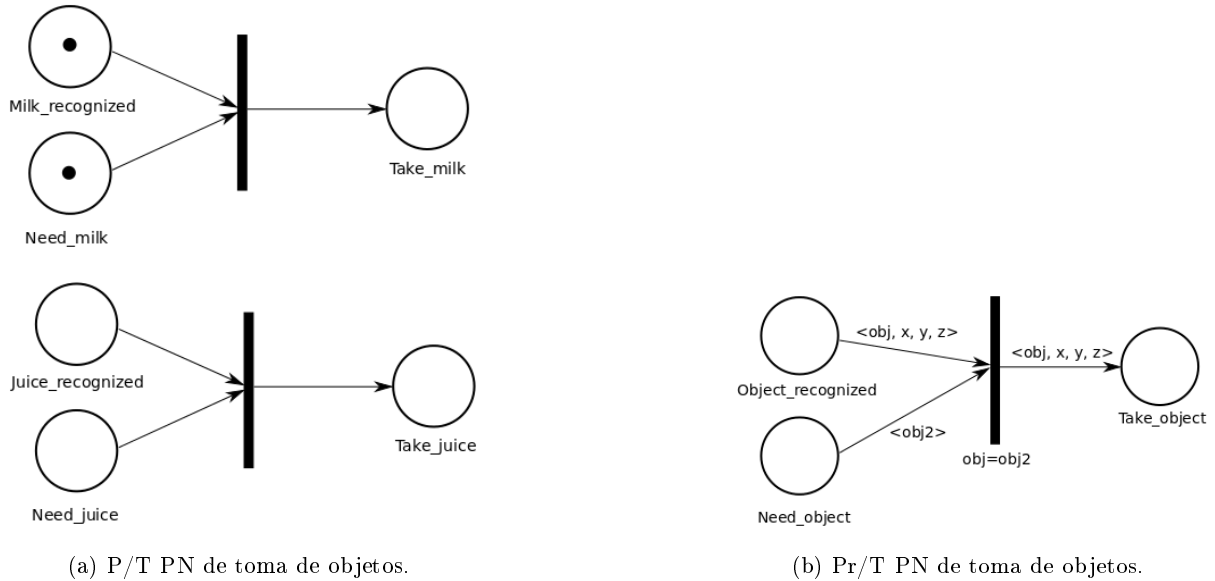 Milk_recognized
Take_milk
Need_milk
Juice_recognized
Take_juice
Need_juice
(a) P/T PN de toma de objetos.
<obj, x, y, z>
<obj, x, y, z>
Object_recognized
Take_object
<obj2>
obj=obj2
Need_object
(b) Pr/T PN de toma de objetos.